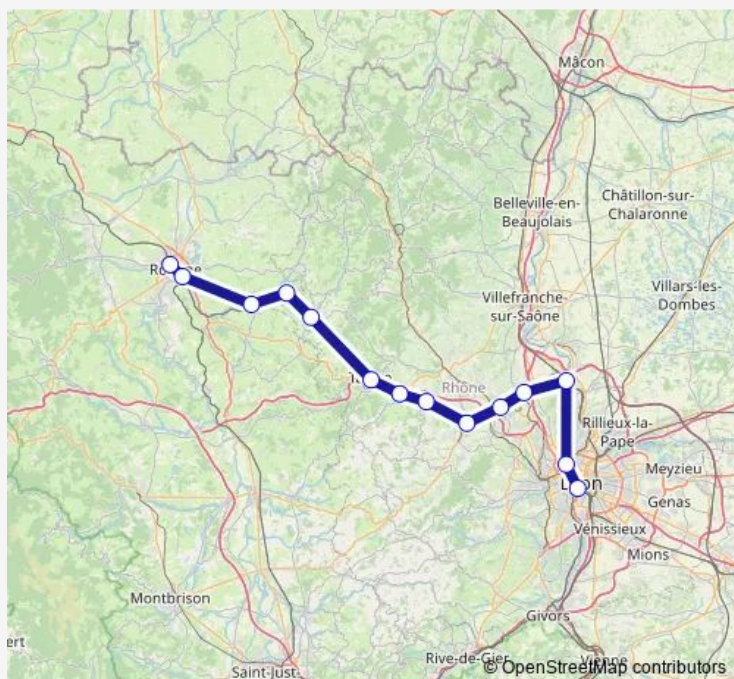 Mâcon
Châtillon-sur-
Chalaronne
Belleville-en-
Beaujolais
Villars-les-
Dombes
Villefranche-
sur-Saône
Rhône
Rillieux-la-
Pape
Meyzieu
Genas
Vénissieux
Mions
Montbrison
Givors
Rive-de-Gier
Saint-Just-
© OpenStreetMap contributors